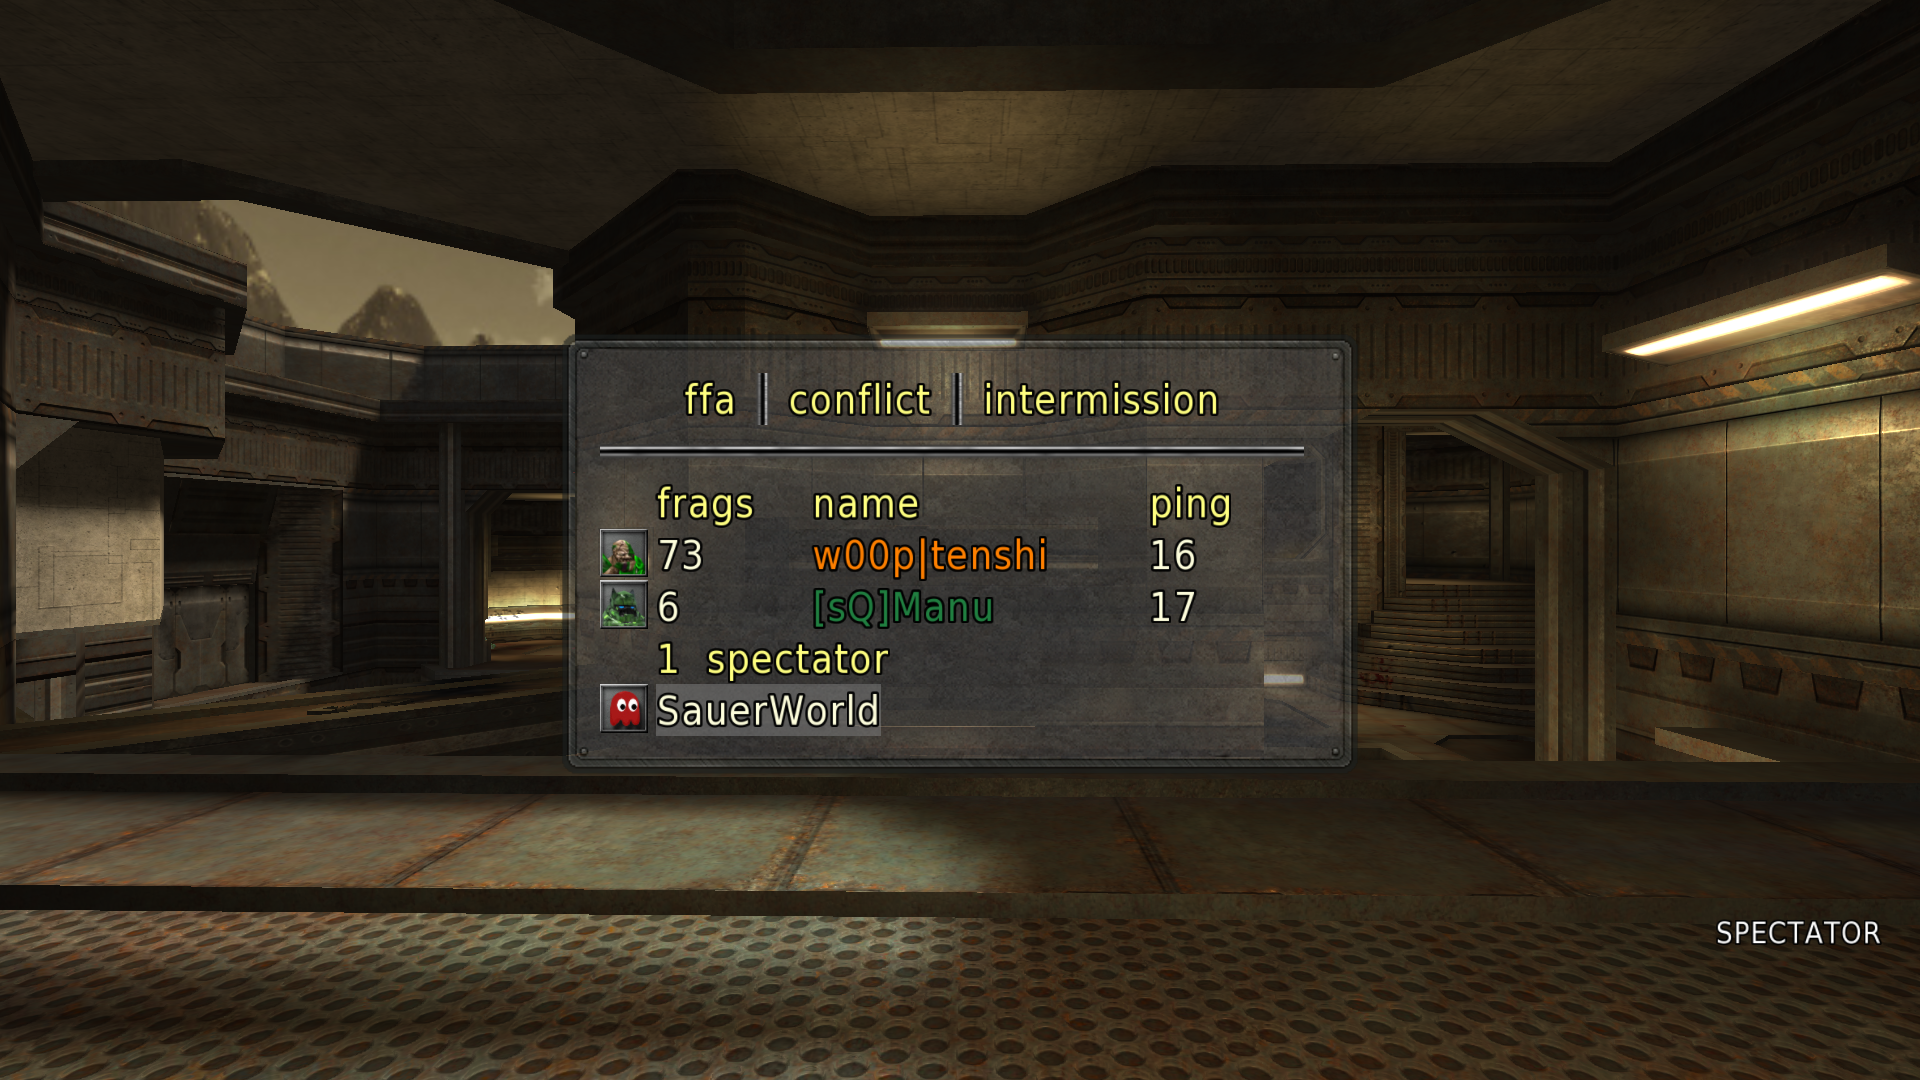 ffa conflict intermission
frags name ping
73 w00p|tenshi 16
6 [sQ]Manu 17
1 spectator
SauerWorld
SPECTATOR